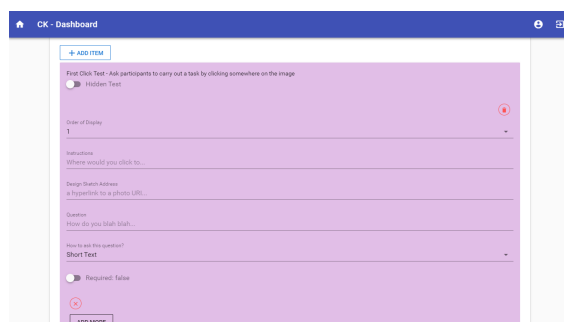 CK - Dashboard
+ ADD ITEM
First Click Test - Ask participants to carry out a task by clicking somewhere on the image
Hidden Test
Order of Display
1
Instructions
Where would you click to...
Design Sketch Address
a hyperlink to a photo URI...
Question
How do you blah blah...
How to ask this question?
Short Text
Required: false
ADD MORE